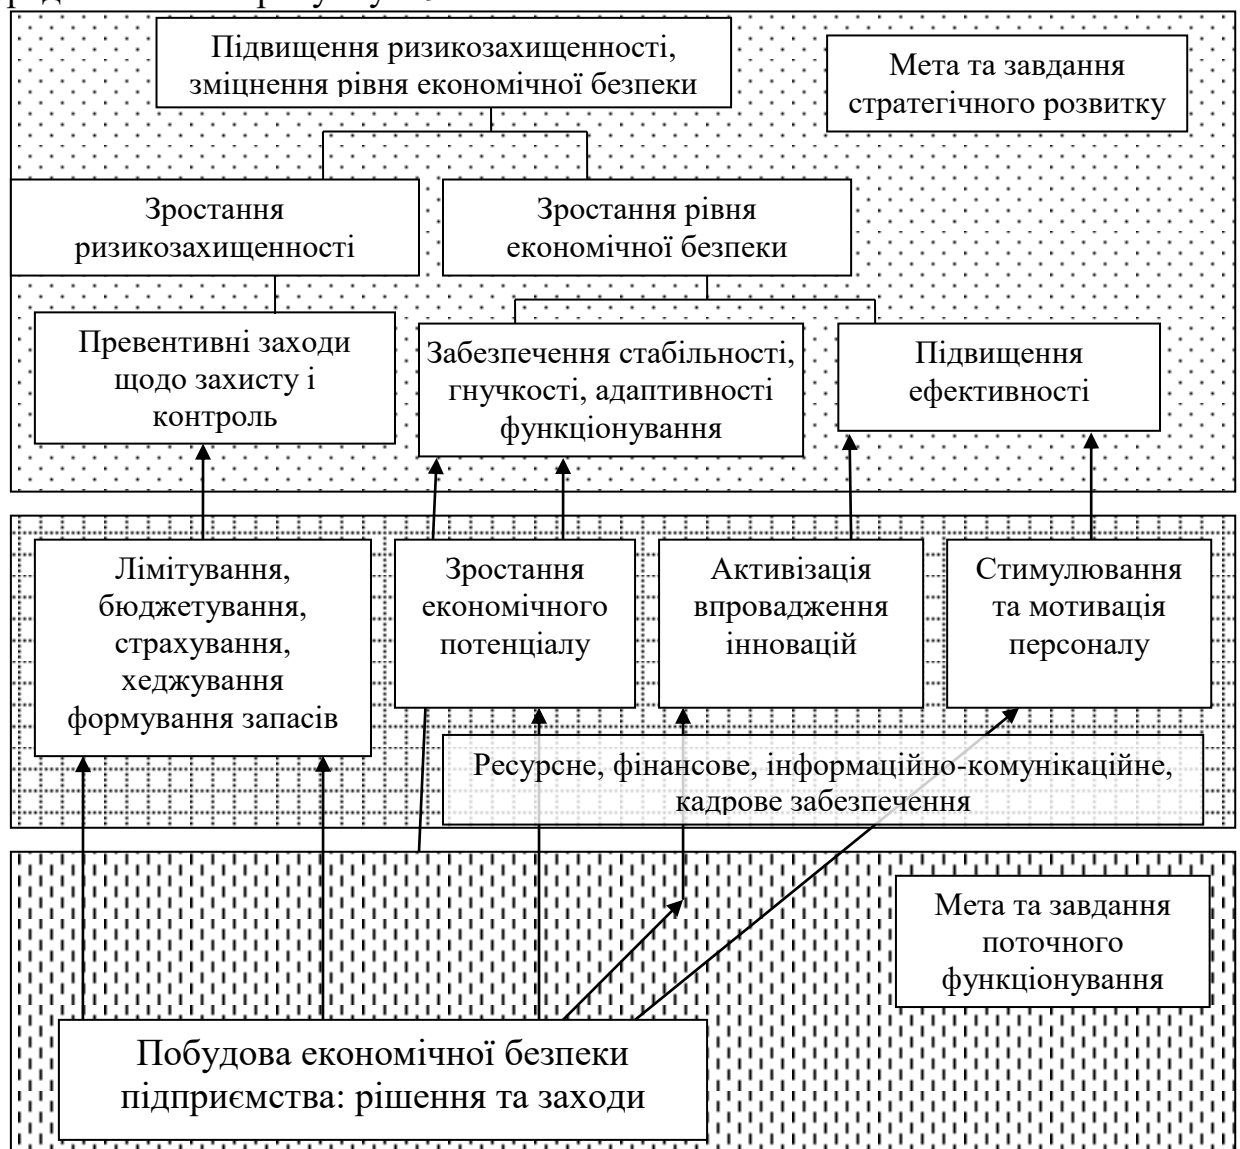 Підвищення ризикозахищенності,
зміцнення рівня економічної безпеки
Мета та завдання
стратегічного розвитку
Зростання
ризикозахищенності
Зростання рівня
економічної безпеки
Превентивні заходи
щодо захисту і
контроль
Забезпечення стабільності,
гнучкості, адаптивності
функціонування
Підвищення
ефективності
Лімітування,
бюджетування,
страхування,
хеджування
формування запасів
Зростання
економічного
потенціалу
Активізація
впровадження
інновацій
Стимулювання
та мотивація
персоналу
Ресурсне, фінансове, інформаційно-комунікаційне,
кадрове забезпечення
Мета та завдання
поточного
функціонування
Побудова економічної безпеки
підприємства: рішення та заходи